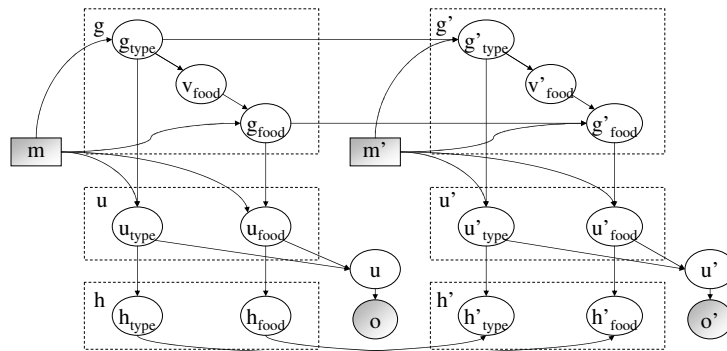 g
g_type
v_food
g_food
m
u
u_type
u_food
u
h
h_type
h_food
o
g'
g'_type
v'_food
g'_food
m'
u'
u'_type
u'_food
u'
h'
h'_type
h'_food
o'